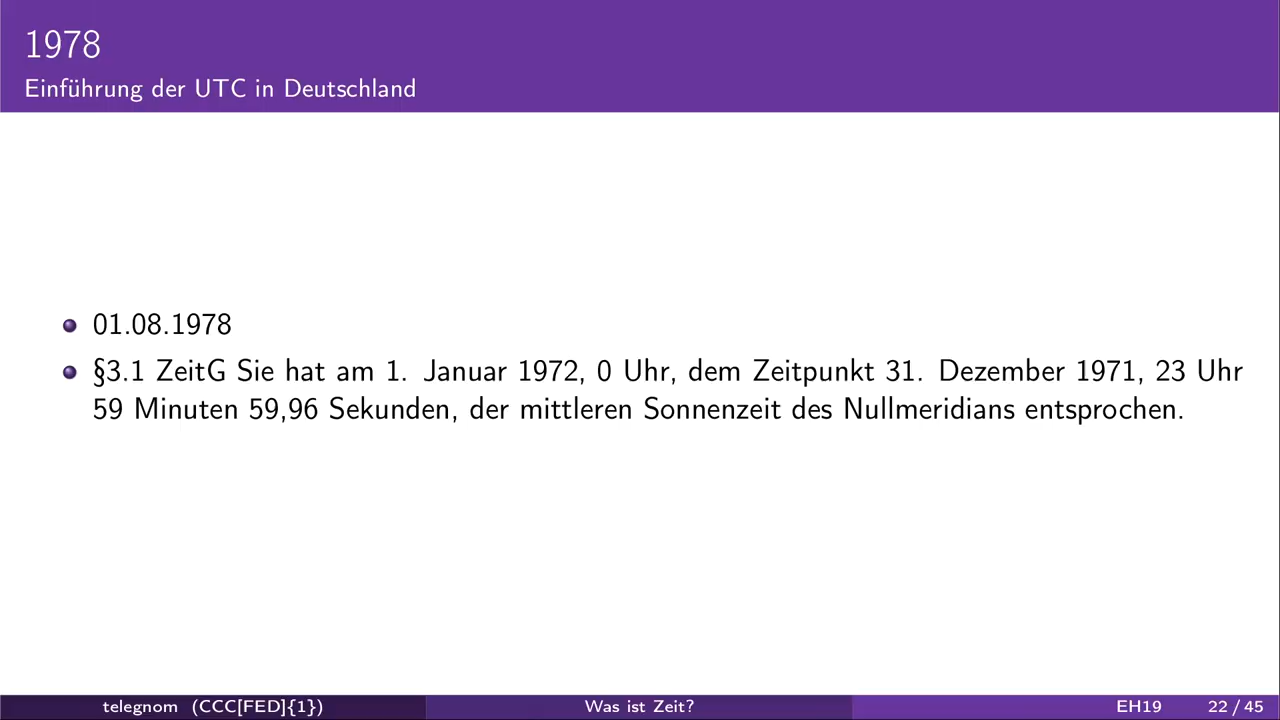 1978
Einführung der UTC in Deutschland
01.08.1978
§3.1 ZeitG Sie hat am 1. Januar 1972, 0 Uhr, dem Zeitpunkt 31. Dezember 1971, 23 Uhr
59 Minuten 59,96 Sekunden, der mittleren Sonnenzeit des Nullmeridians entsprochen.
telegnom (CCC[FED]{1}) Was ist Zeit? EH19 22 / 45